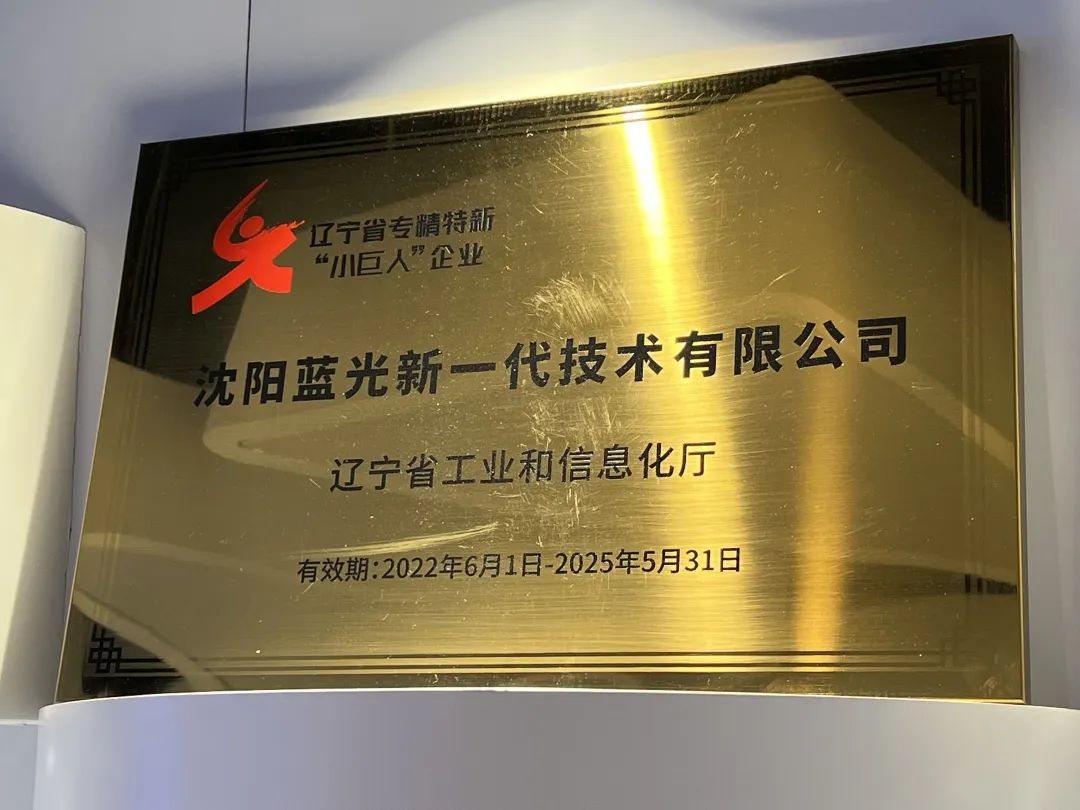 辽宁省专精特新
“小巨人”企业
沈阳蓝光新一代技术有限公司
辽宁省工业和信息化厅
有效期:2022年6月1日-2025年5月31日